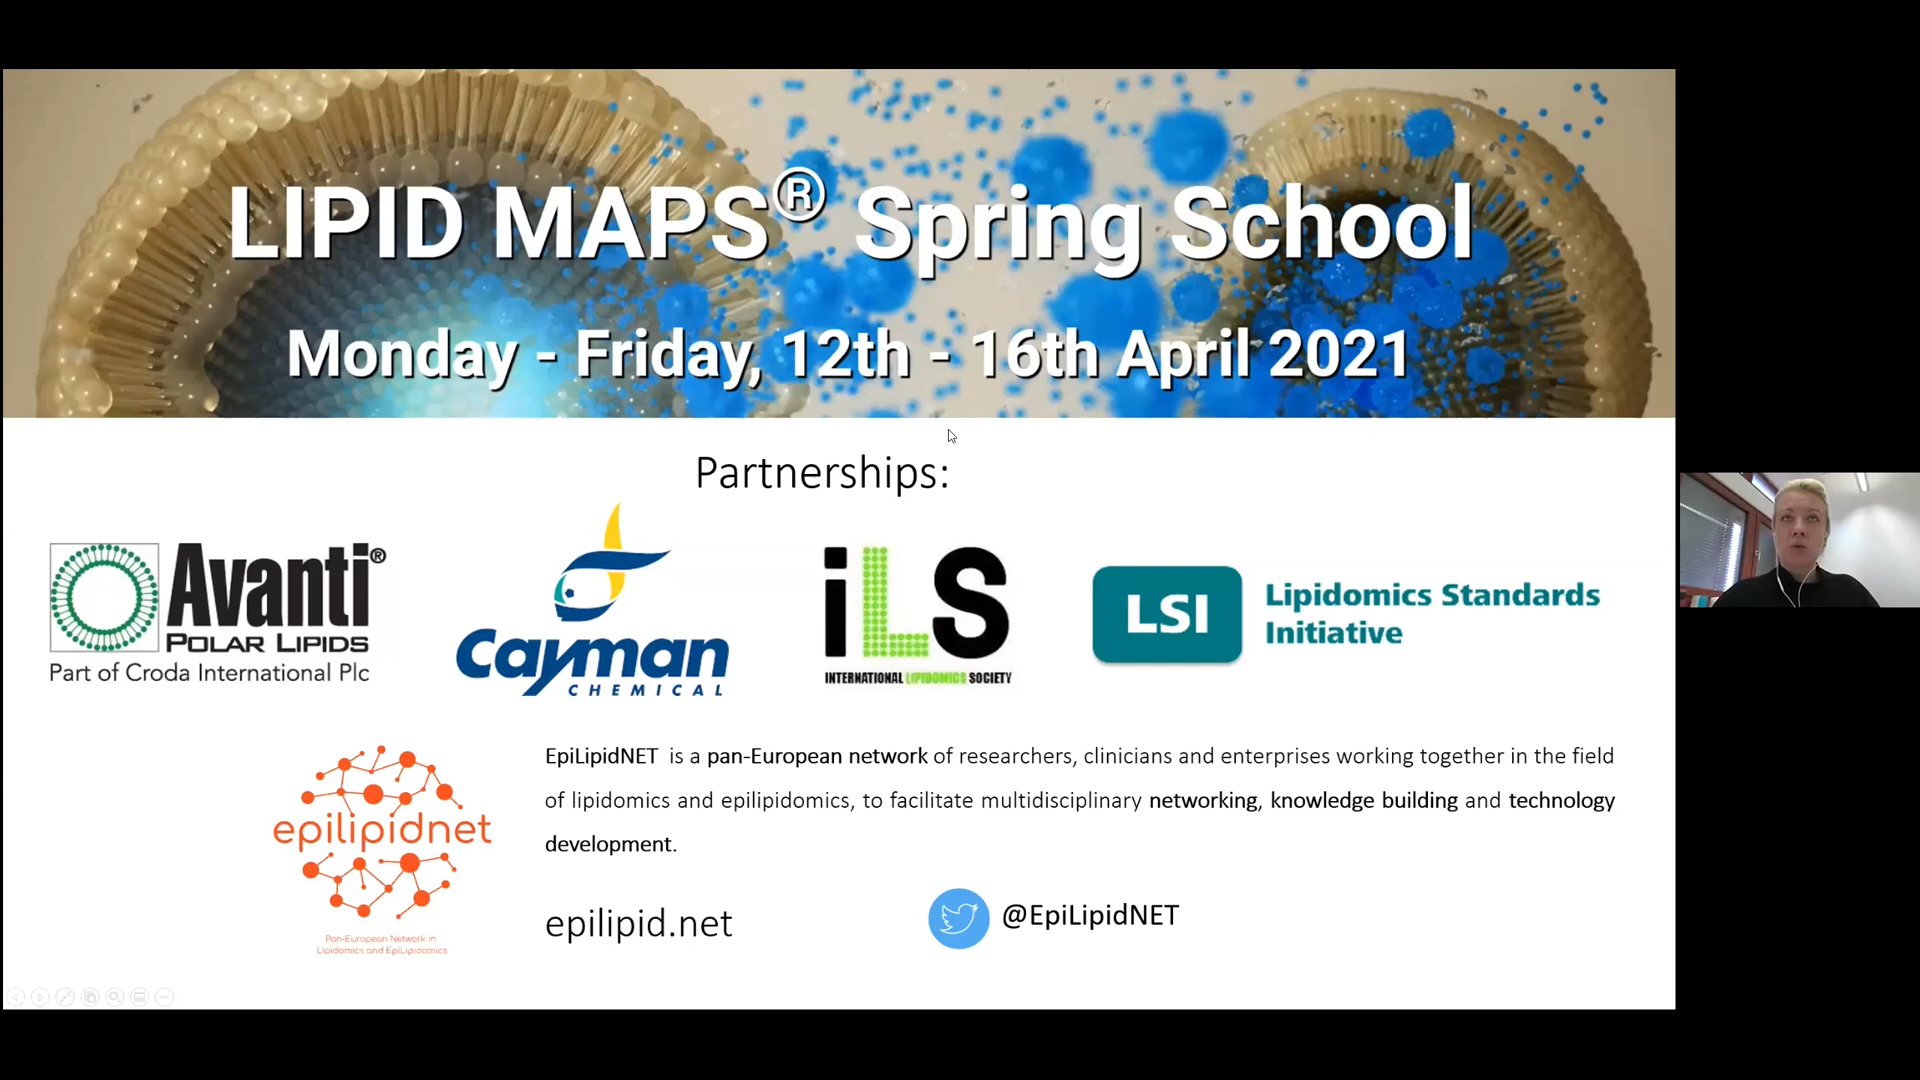 LIPID MAPS® Spring School
Monday - Friday, 12th - 16th April 2021
Partnerships:
Avanti®
POLAR LIPIDS
Part of Croda International Plc
Cayman
CHEMICAL
iLS
INTERNATIONAL LIPIDOMICS SOCIETY
LSI
Lipidomics Standards
Initiative
epilipidnet
Pan-European Network in
Lipidomics and EpiLipidomics
EpiLipidNET is a pan-European network of researchers, clinicians and enterprises working together in the field
of lipidomics and epilipidomics, to facilitate multidisciplinary networking, knowledge building and technology
development.
epilipid.net
@EpiLipidNET